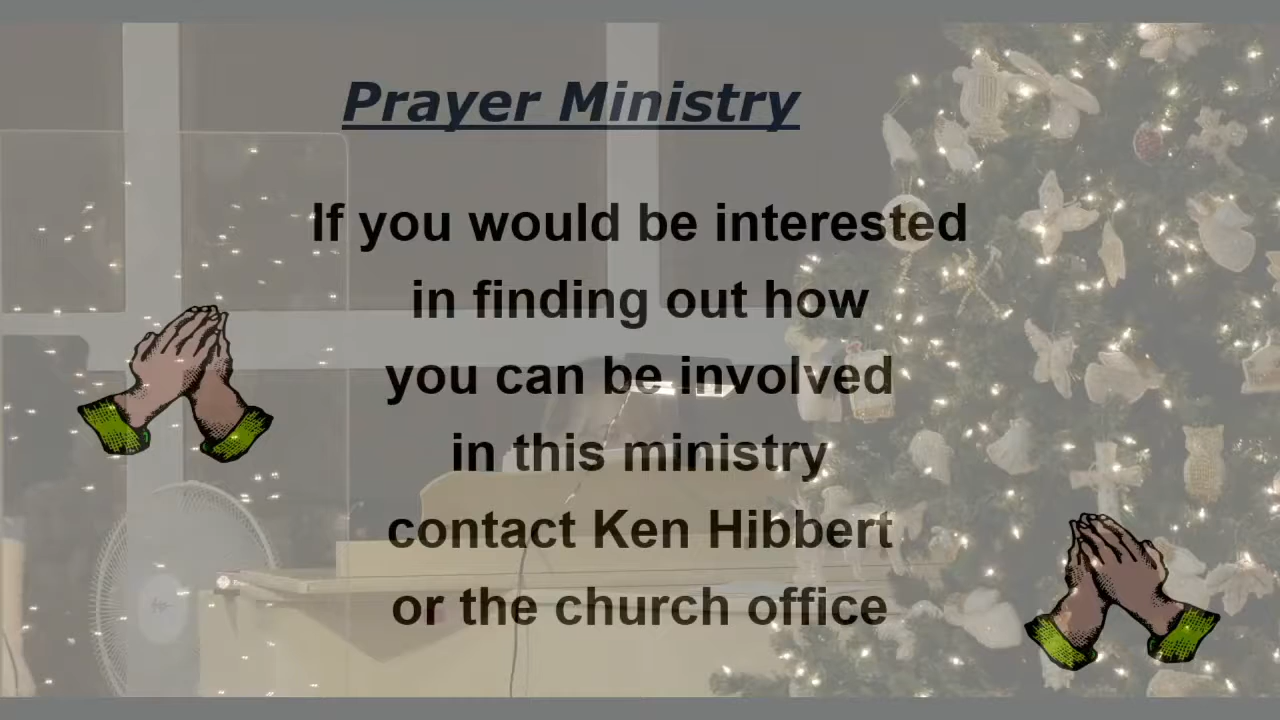 Prayer Ministry
If you would be interested
in finding out how
you can be involved
in this ministry
contact Ken Hibbert
or the church office